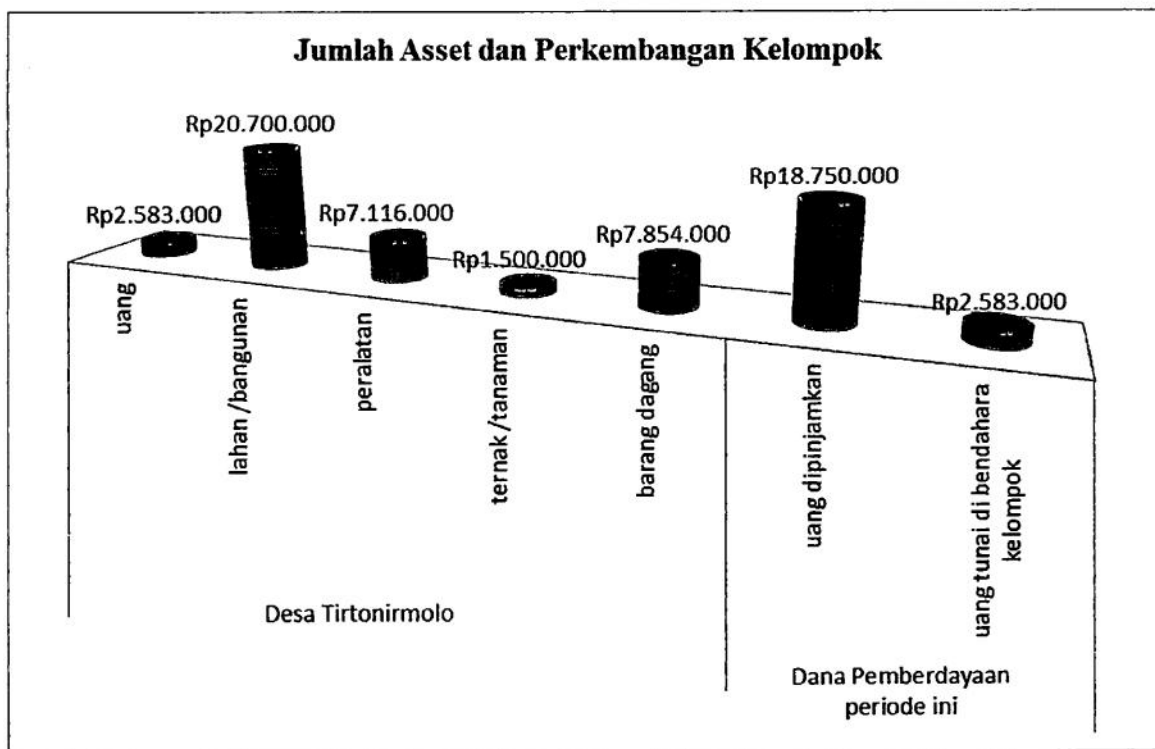 Jumlah Asset dan Perkembangan Kelompok
Rp2.583.000
Rp20.700.000
Rp7.116.000
Rp1.500.000
Rp7.854.000
Rp18.750.000
Rp2.583.000
uang
lahan /bangunan
peralatan
ternak /tanaman
barang dagang
uang dipinjamkan
uang tunai di bendahara
kelompok
Desa Tirtonirmolo
Dana Pemberdayaan
periode ini